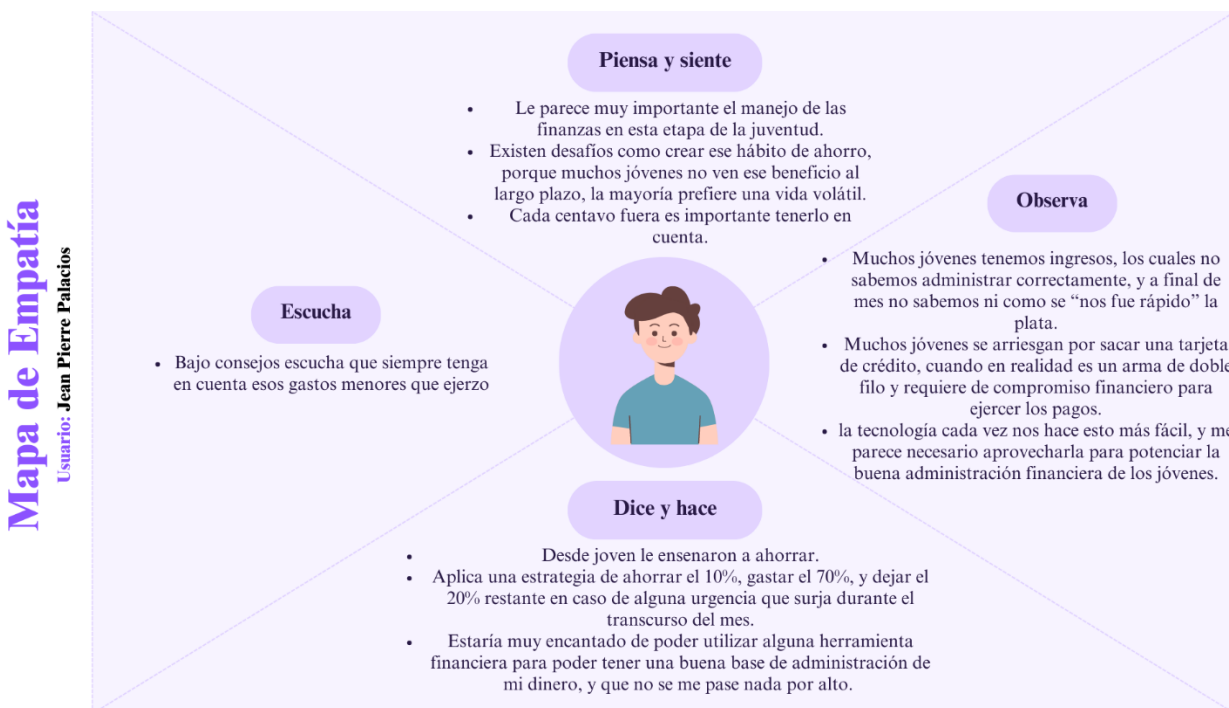 Mapa de Empatía
Usuario: Jean Pierre Palacios
Piensa y siente
• Le parece muy importante el manejo de las
finanzas en esta etapa de la juventud.
• Existen desafíos como crear ese hábito de ahorro,
porque muchos jóvenes no ven ese beneficio al
largo plazo, la mayoría prefiere una vida volátil.
• Cada centavo fuera es importante tenerlo en
cuenta.
Escucha
• Bajo consejos escucha que siempre tenga
en cuenta esos gastos menores que ejerzo
Observa
• Muchos jóvenes tenemos ingresos, los cuales no
sabemos administrar correctamente, y a final de
mes no sabemos ni como se “nos fue rápido” la
plata.
• Muchos jóvenes se arriesgan por sacar una tarjeta
de crédito, cuando en realidad es un arma de doble
filo y requiere de compromiso financiero para
ejercer los pagos.
• la tecnología cada vez nos hace esto más fácil, y me
parece necesario aprovecharla para potenciar la
buena administración financiera de los jóvenes.
Dice y hace
• Desde joven le ensenaron a ahorrar.
• Aplica una estrategia de ahorrar el 10%, gastar el 70%, y dejar el
20% restante en caso de alguna urgencia que surja durante el
transcurso del mes.
• Estaría muy encantado de poder utilizar alguna herramienta
financiera para poder tener una buena base de administración de
mi dinero, y que no se me pase nada por alto.